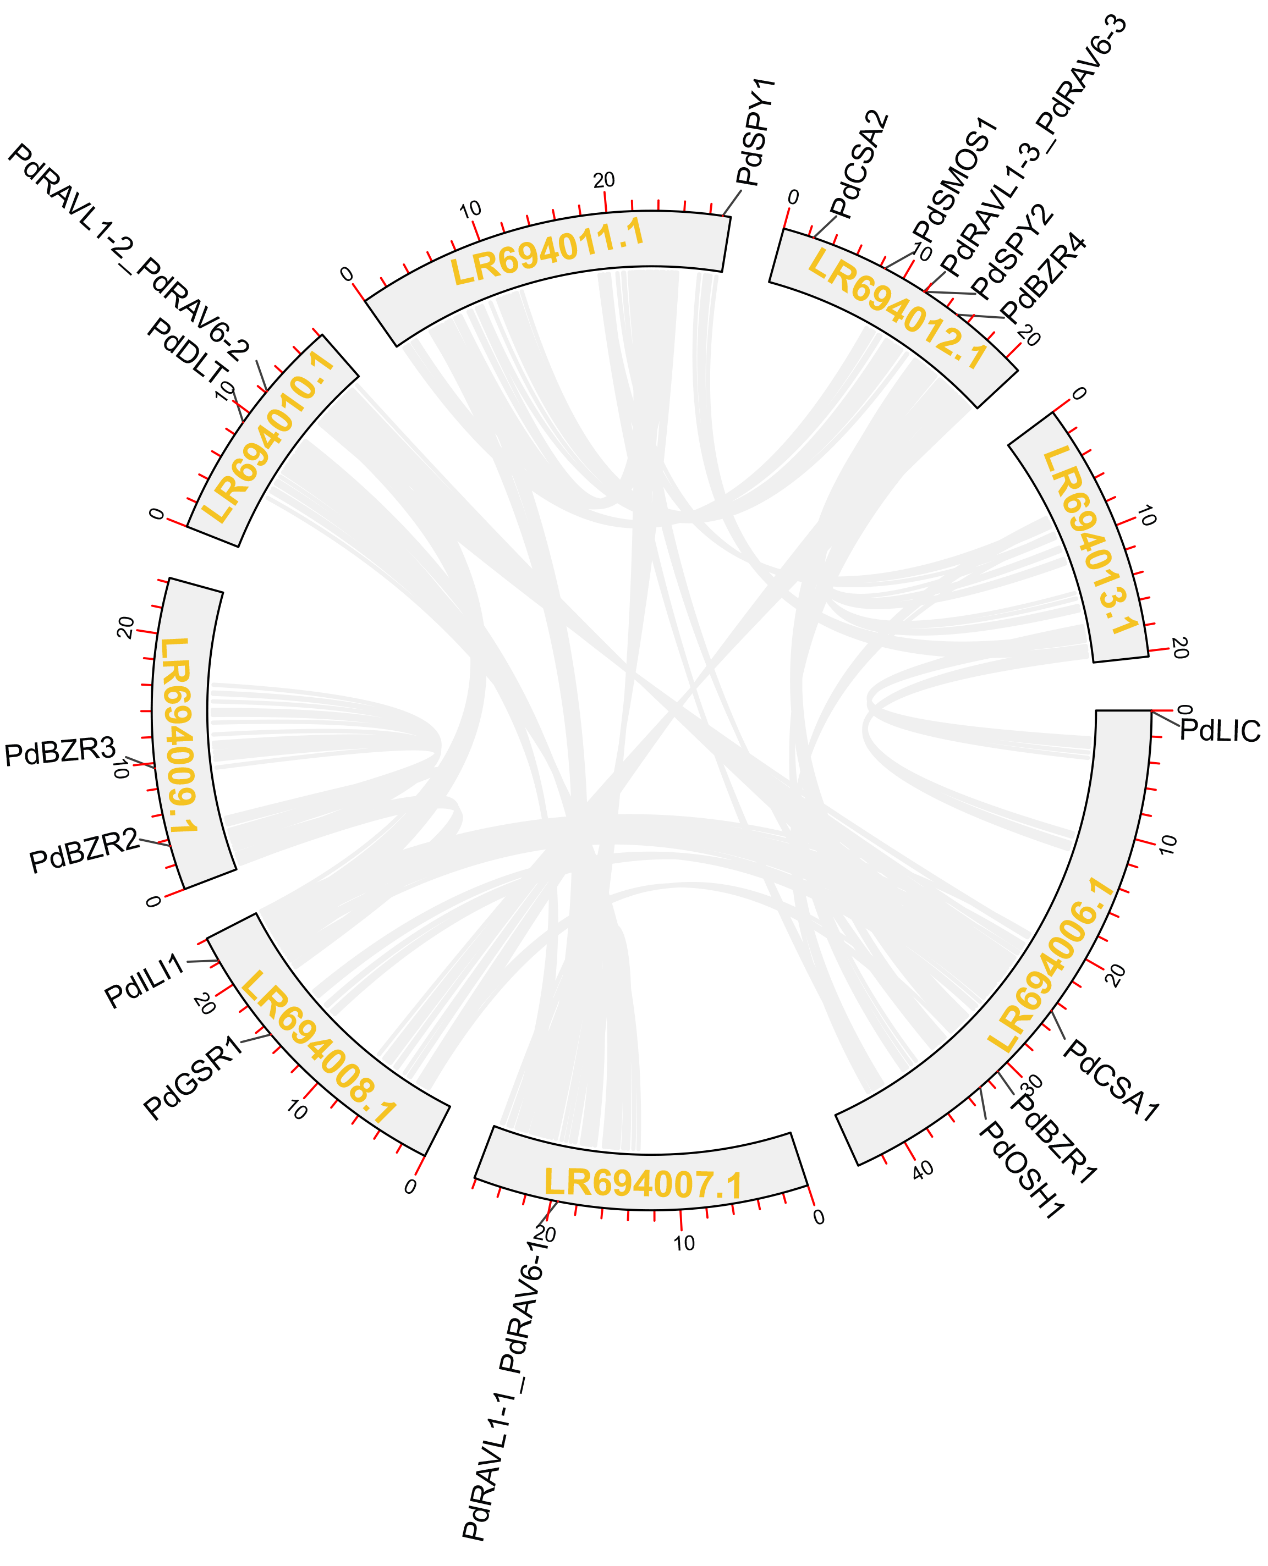 PdSPY1
0
10
20
LR694011.1
0
PdCSA2
PdSMOS1
10
PdRAVL1-3_PdRAV6-3
PdSPY2
PdBZR4
20
LR694012.1
0
10
20
LR694013.1
0
PdLIC
10
20
30
40
LR694006.1
PdCSA1
PdBZR1
PdOSH1
0
10
20
LR694007.1
PdRAVL1-1_PdRAV6-1
0
10
20
LR694008.1
PdGSR1
PdILI1
0
10
20
LR694009.1
PdBZR2
PdBZR3
0
10
LR694010.1
PdDLT
PdRAVL1-2_PdRAV6-2